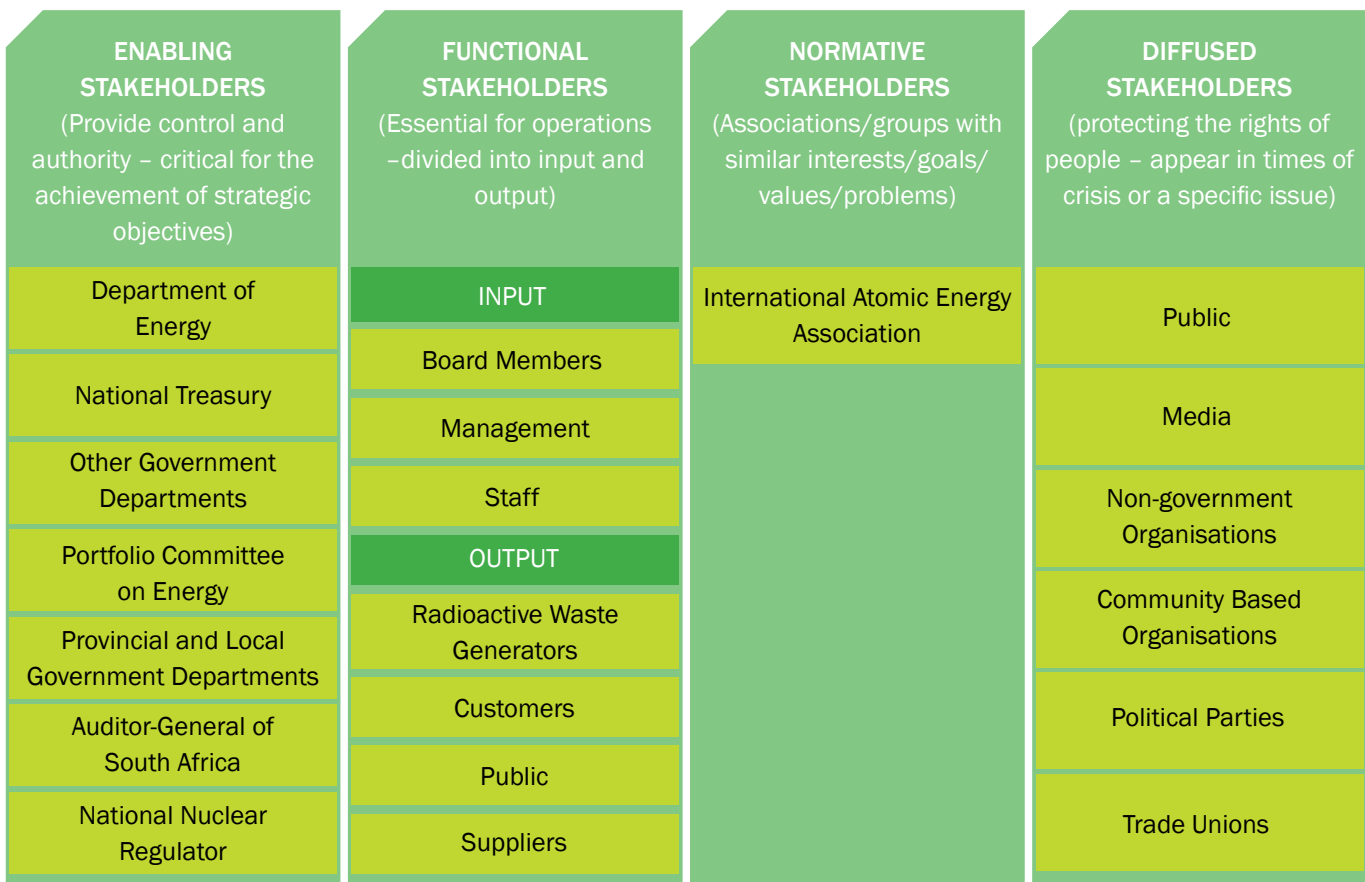 ENABLING
STAKEHOLDERS
(Provide control and
authority – critical for the
achievement of strategic
objectives)
Department of
Energy
National Treasury
Other Government
Departments
Portfolio Committee
on Energy
Provincial and Local
Government Departments
Auditor-General of
South Africa
National Nuclear
Regulator
FUNCTIONAL
STAKEHOLDERS
(Essential for operations
–divided into input and
output)
INPUT
Board Members
Management
Staff
OUTPUT
Radioactive Waste
Generators
Customers
Public
Suppliers
NORMATIVE
STAKEHOLDERS
(Associations/groups with
similar interests/goals/
values/problems)
International Atomic Energy
Association
DIFFUSED
STAKEHOLDERS
(protecting the rights of
people – appear in times of
crisis or a specific issue)
Public
Media
Non-government
Organisations
Community Based
Organisations
Political Parties
Trade Unions